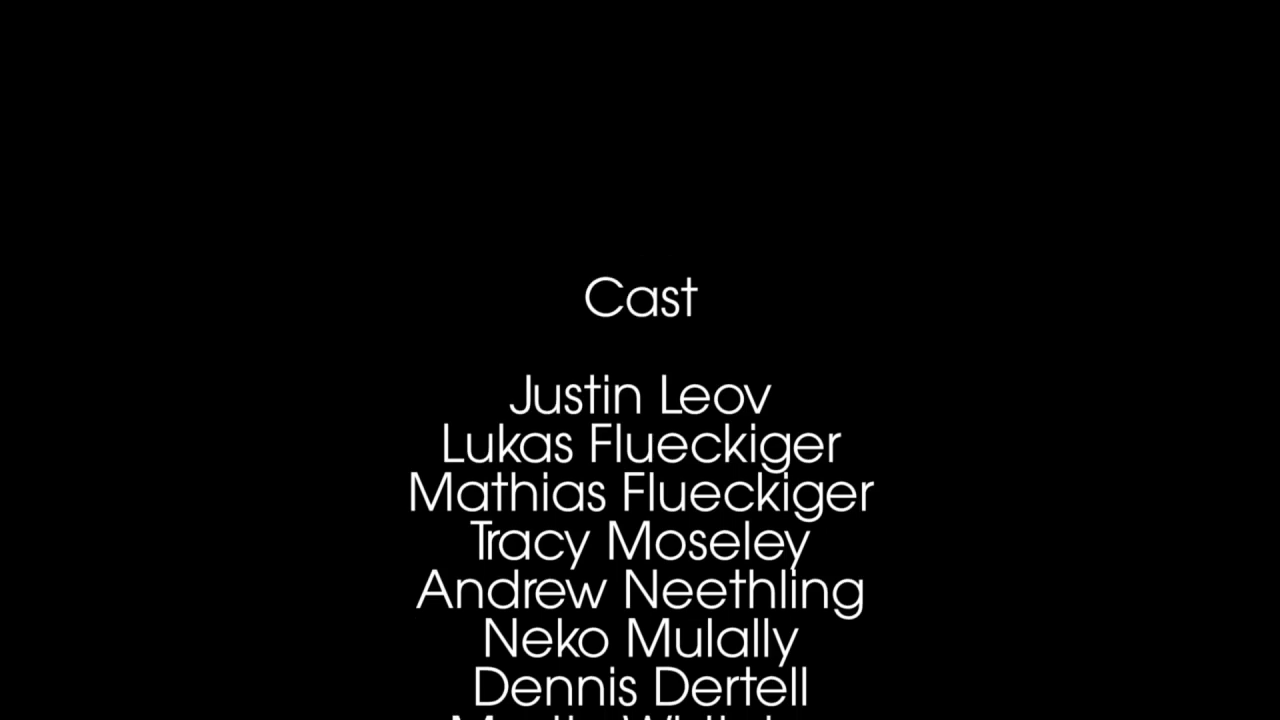 Cast
Justin Leov
Lukas Flueckiger
Mathias Flueckiger
Tracy Moseley
Andrew Neethling
Neko Mulally
Dennis Dertell